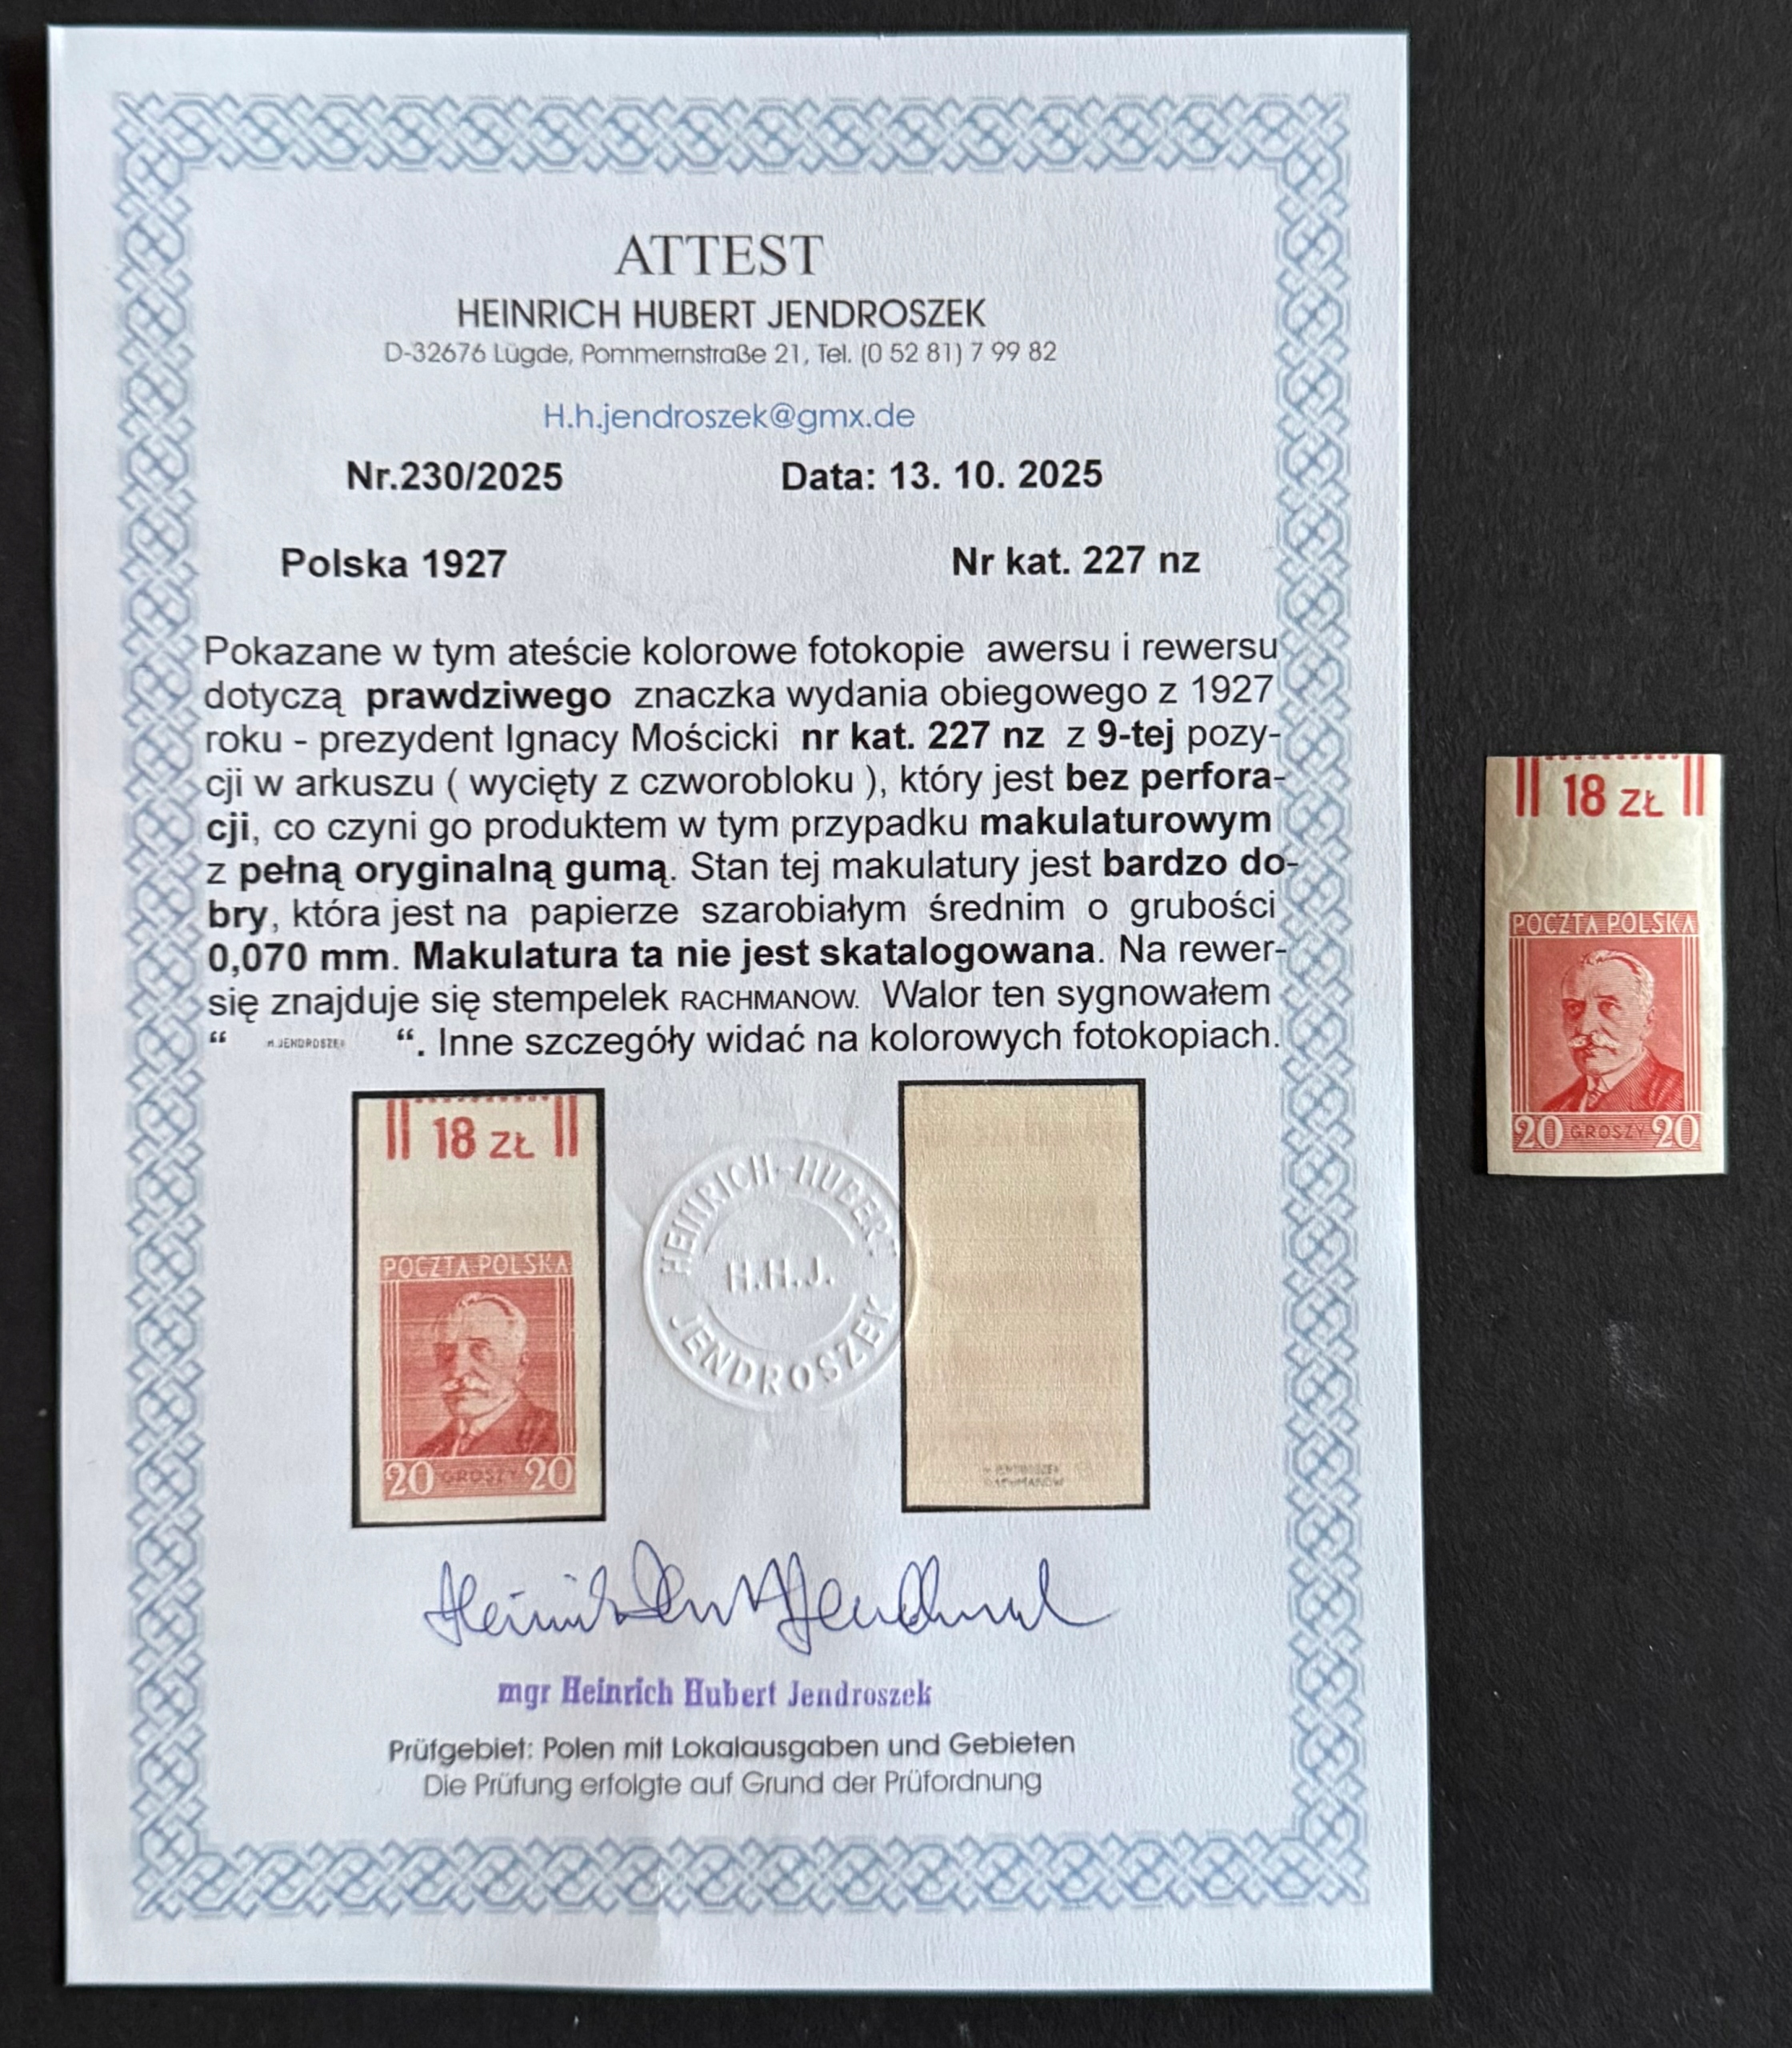 ATTEST
HEINRICH HUBERT JENDROSZEK
D-32676 Lügde, Pommernstraße 21, Tel. (0 52 81) 7 99 82
H.h.jendroszek@gmx.de
Nr.230/2025 Data: 13. 10. 2025
Polska 1927 Nr kat. 227 nz
Pokazane w tym ateście kolorowe fotokopie awersu i rewersu
dotyczą prawdziwego znaczka wydania obiegowego z 1927
roku - prezydent Ignacy Mościcki nr kat. 227 nz z 9-tej pozy-
cji w arkuszu ( wycięty z czworobloku ), który jest bez perfora-
cji, co czyni go produktem w tym przypadku makulaturowym
z pełną oryginalną gumą. Stan tej makulatury jest bardzo do-
bry, która jest na papierze szarobiałym średnim o grubości
0,070 mm. Makulatura ta nie jest skatalogowana. Na rewer-
się znajduje się stempelek RACHMANOW. Walor ten sygnowałem
“ H.JENDROSZEK “. Inne szczegóły widać na kolorowych fotokopiach.
18 ZŁ
POCZTA POLSKA
20 GROSZY 20
HEINRICH-HUBERT
H.H.J.
JENDROSZEK
JENDROSZEK
RACHMANOW
Heinrich Hubert Jendroszek
mgr Heinrich Hubert Jendroszek
Prüfgebiet: Polen mit Lokalausgaben und Gebieten
Die Prüfung erfolgte auf Grund der Prüfordnung
18 ZŁ
POCZTA POLSKA
20 GROSZY 20